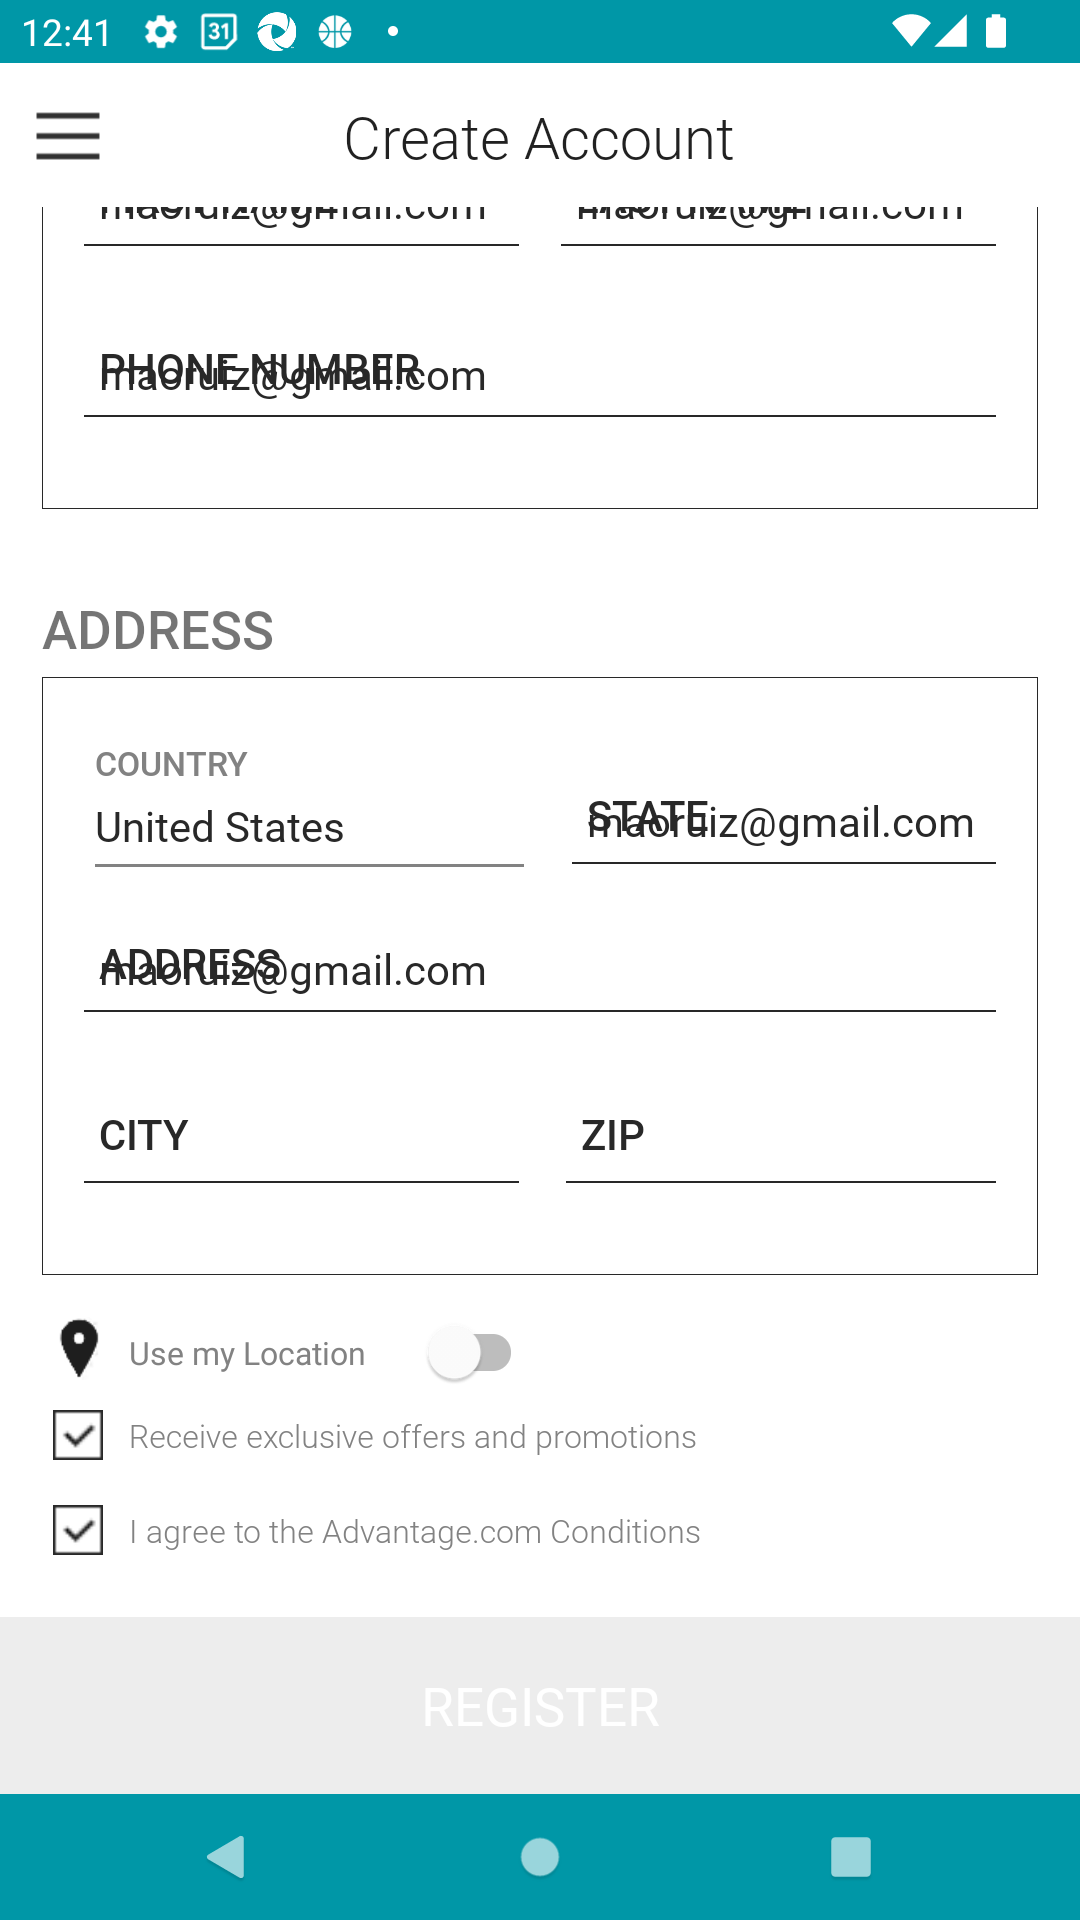 12:41 31
Create Account
maoruiz@gmail.com maoruiz@gmail.com
PHONE NUMBER
maoruiz@gmail.com
ADDRESS
COUNTRY
United States
STATE
maoruiz@gmail.com
ADDRESS
maoruiz@gmail.com
CITY ZIP
Use my Location
Receive exclusive offers and promotions
I agree to the Advantage.com Conditions
REGISTER